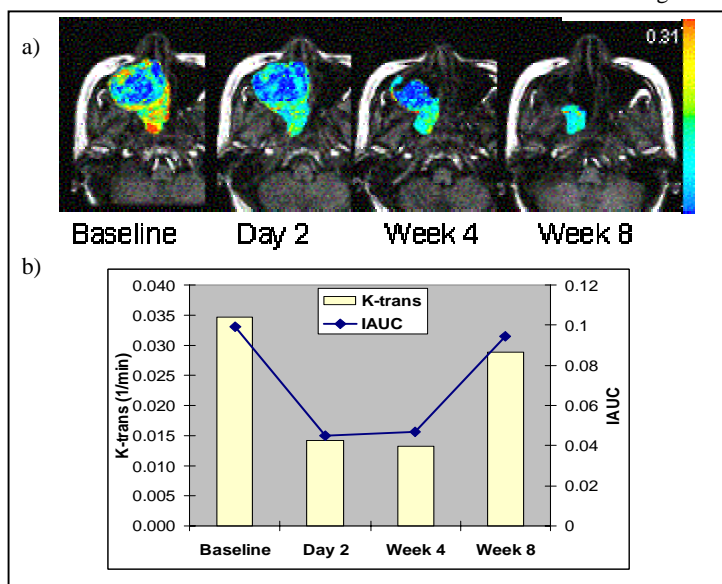 a)
0.31
Baseline Day 2 Week 4 Week 8
b)
K-trans
IAUC
K-trans (1/min)
0.040
0.035
0.030
0.025
0.020
0.015
0.010
0.005
0.000
0.12
0.1
0.08
0.06
0.04
0.02
0
IAUC
Baseline Day 2 Week 4 Week 8